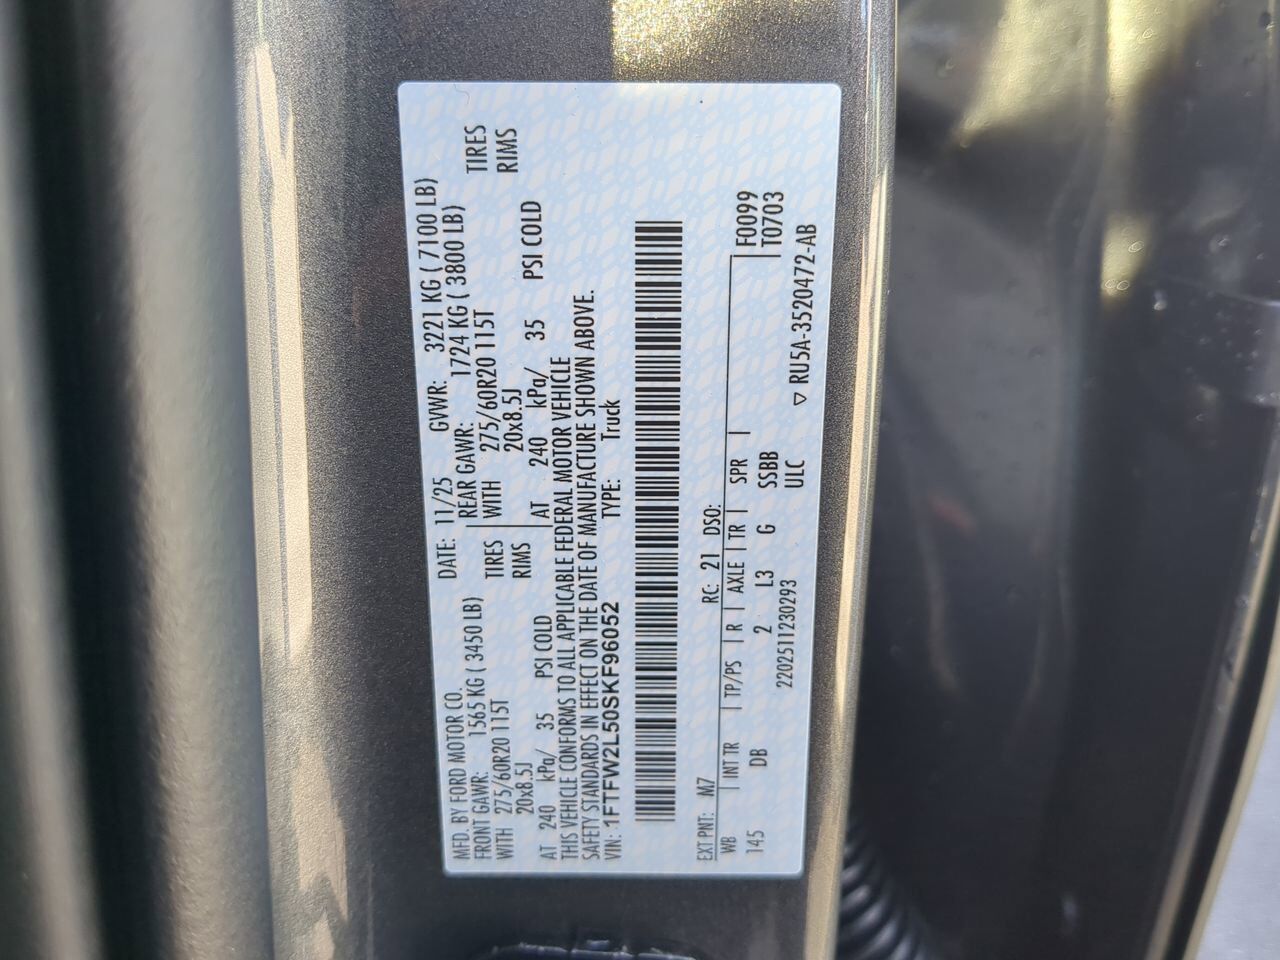 MFD. BY FORD MOTOR CO. DATE: 11/25 GVWR: 3221 KG ( 7100 LB)
FRONT GAWR: 1565 KG ( 3450 LB) REAR GAWR: 1724 KG ( 3800 LB)
WITH 275/60R20 115T TIRES WITH 275/60R20 115T TIRES
20x8.5J RIMS 20x8.5J RIMS
AT 240 kPa/ 35 PSI COLD AT 240 kPa/ 35 PSI COLD
THIS VEHICLE CONFORMS TO ALL APPLICABLE FEDERAL MOTOR VEHICLE
SAFETY STANDARDS IN EFFECT ON THE DATE OF MANUFACTURE SHOWN ABOVE.
VIN: 1FTFW2L50SKF96052 TYPE: Truck
EXT PNT: M7 RC: 21 DSO:
WB INT TR TP/PS R AXLE TR SPR F0099
145 DB 2 L3 G SSBB T0703
2202511230293 ULC
▽ RU5A-3520472-AB